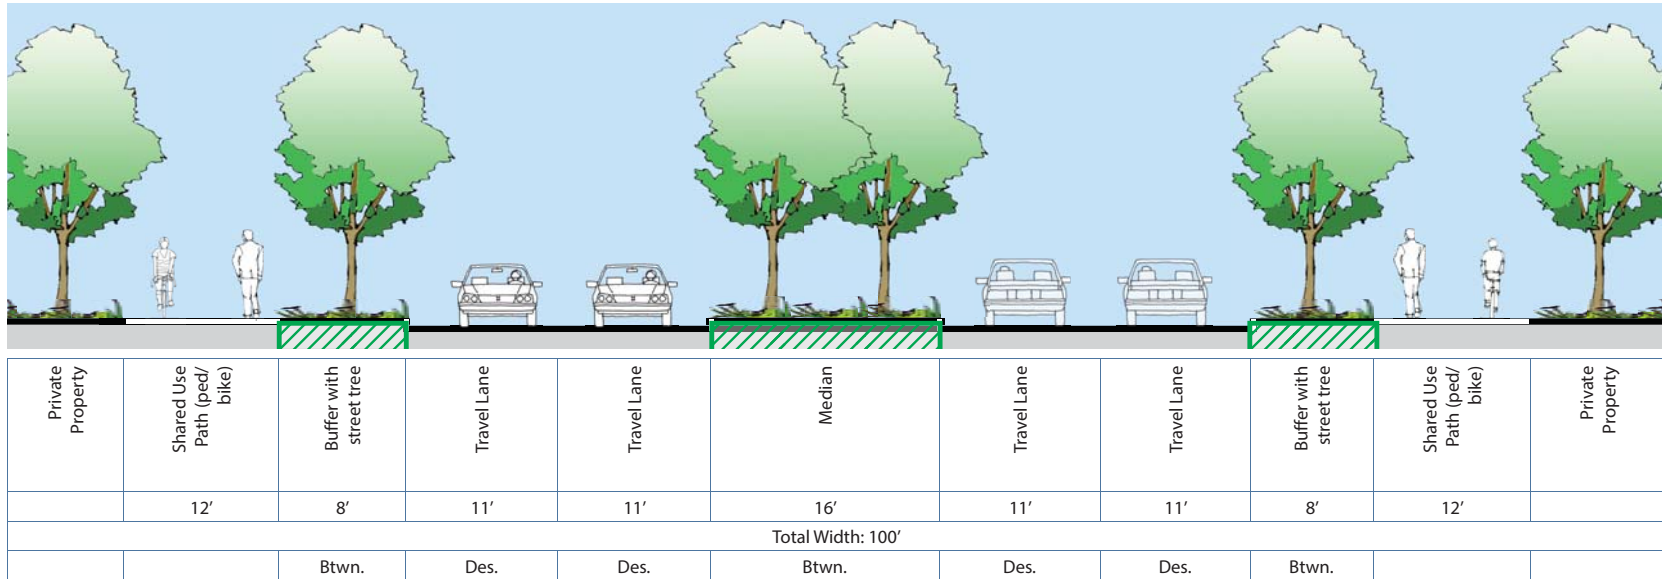 Private
Property
Shared Use
Path (ped/
bike)
Buffer with
street tree
Travel Lane
Travel Lane
Median
Travel Lane
Travel Lane
Buffer with
street tree
Shared Use
Path (ped/
bike)
Private
Property
12′ 8′ 11′ 11′ 16′ 11′ 11′ 8′ 12′
Total Width: 100′
Btwn. Des. Des. Btwn. Des. Des. Btwn.